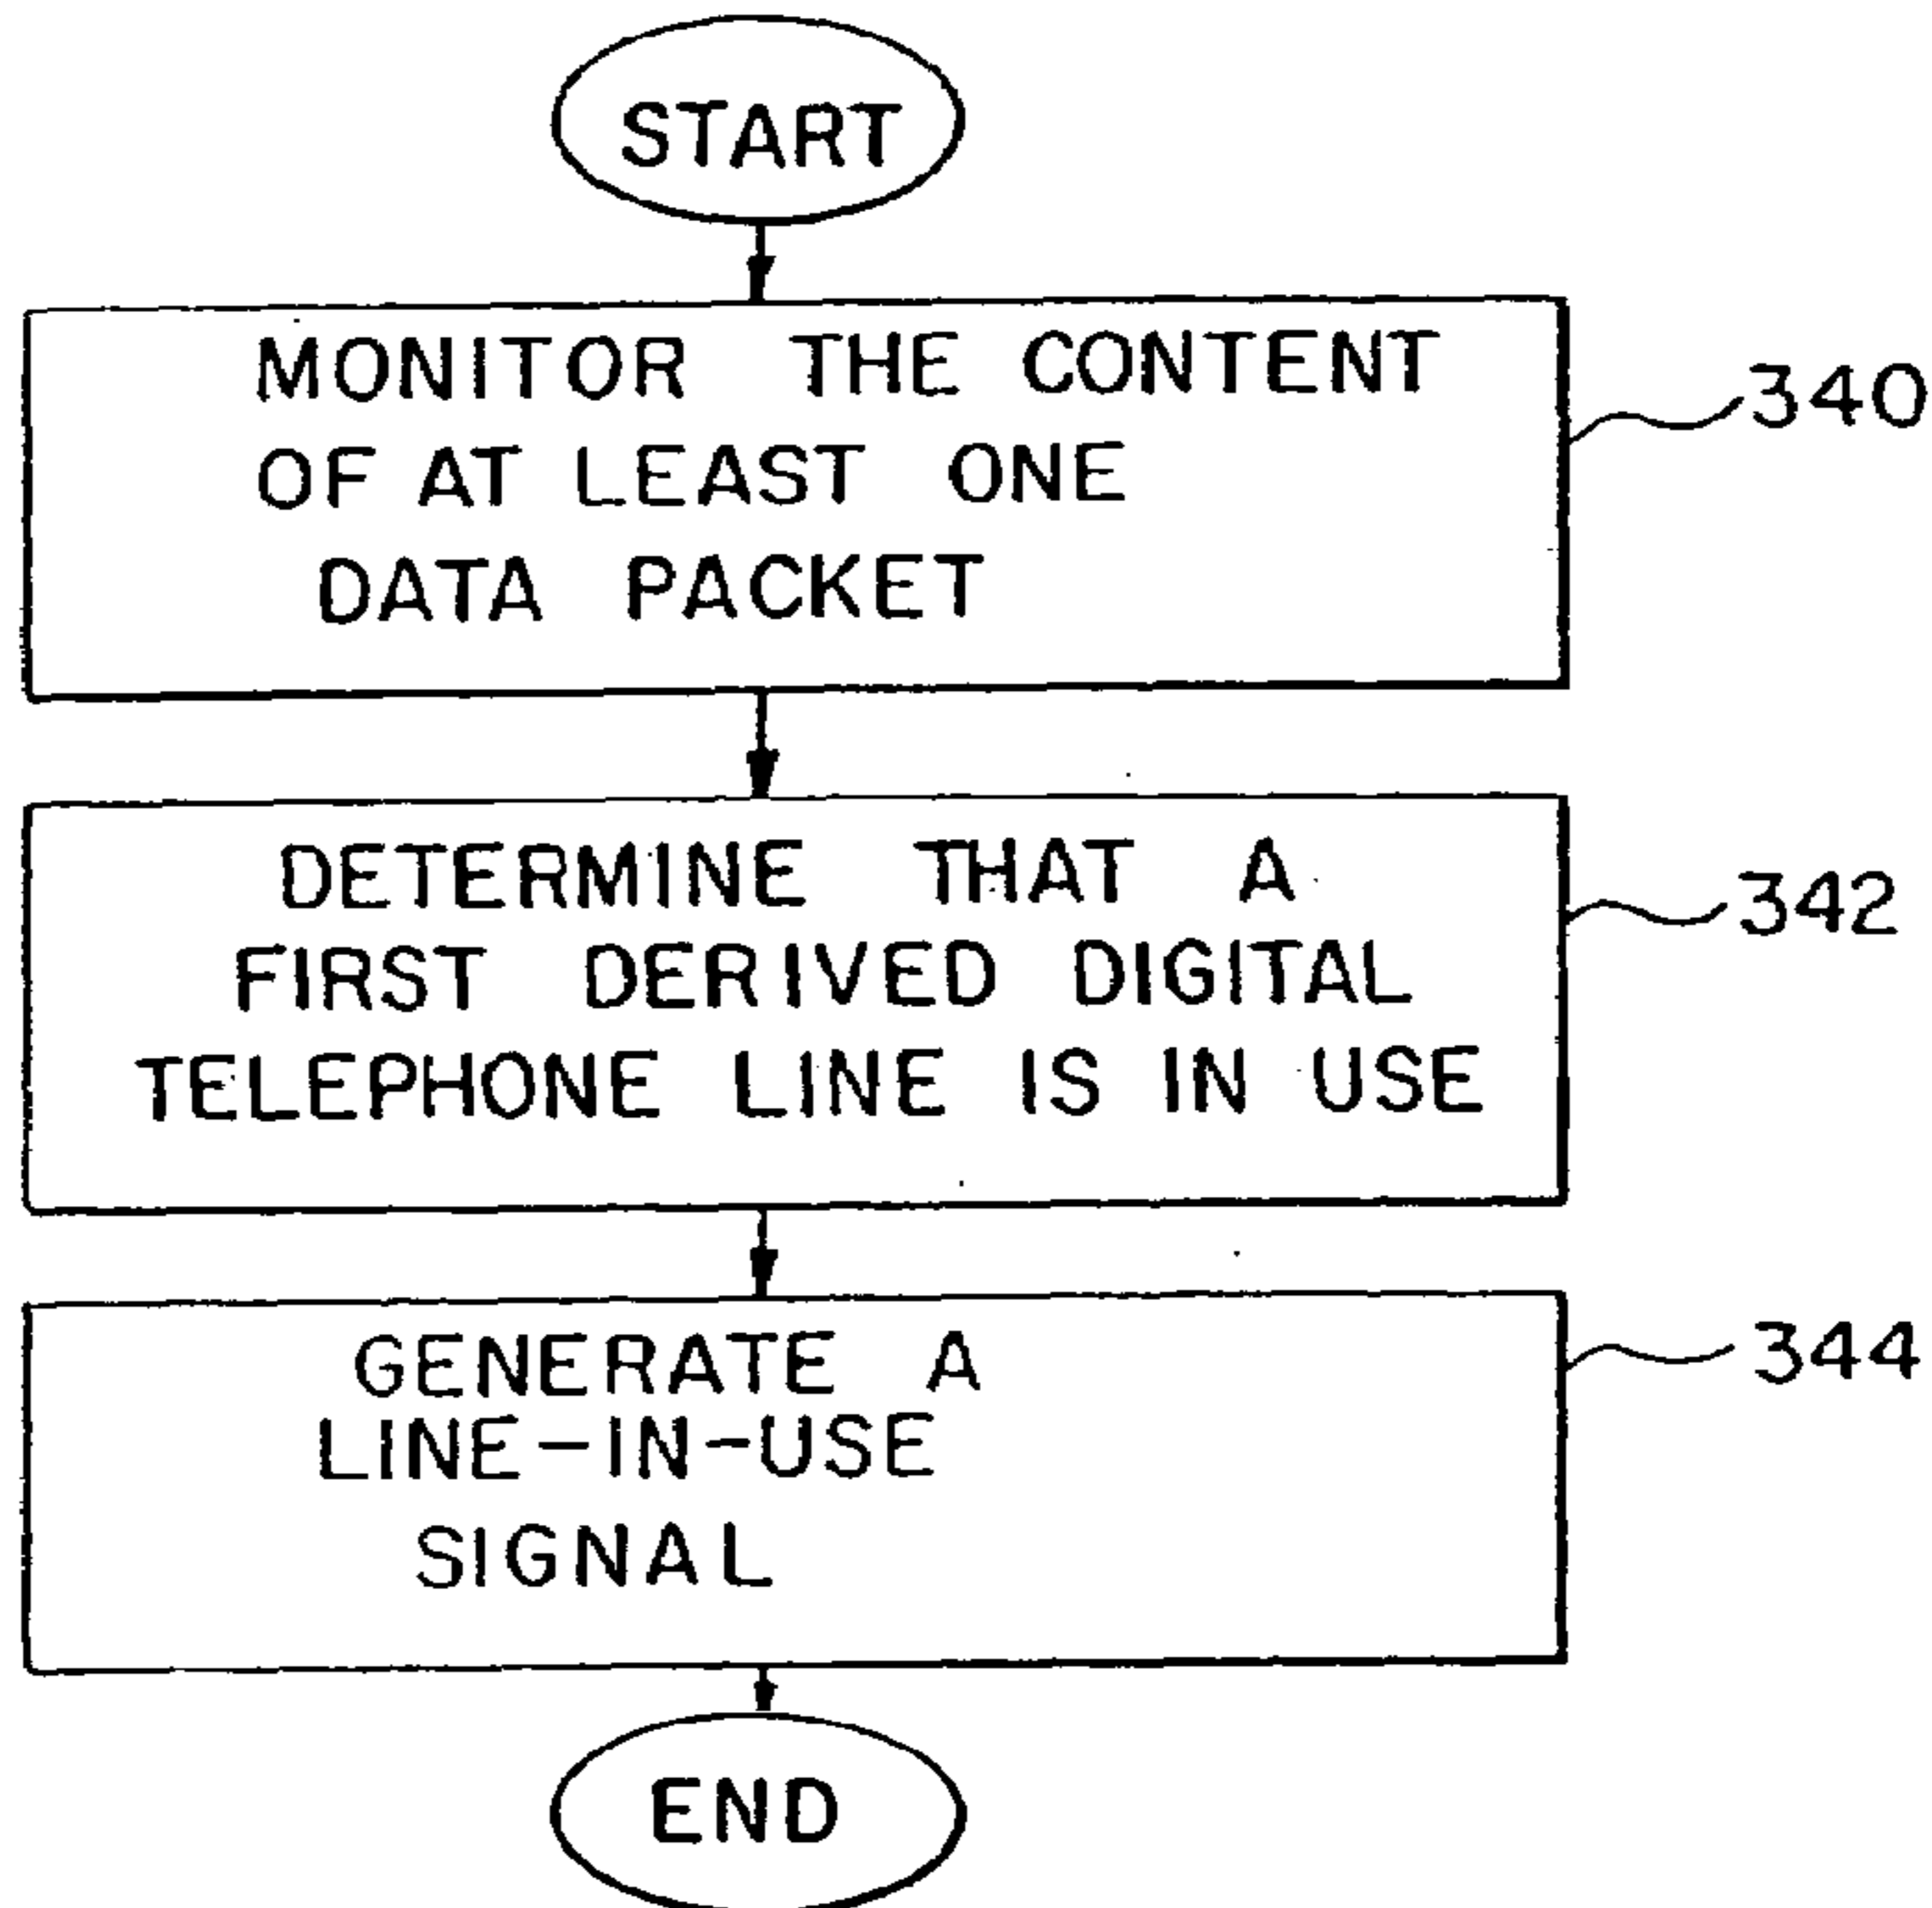 START
MONITOR THE CONTENT
OF AT LEAST ONE
DATA PACKET
340
DETERMINE THAT A
FIRST DERIVED DIGITAL
TELEPHONE LINE IS IN USE
342
GENERATE A
LINE-IN-USE
SIGNAL
344
END